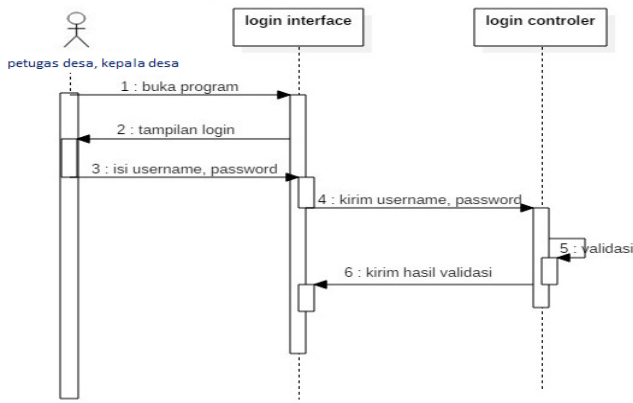 login interface
login controler
petugas desa, kepala desa
1 : buka program
2 : tampilan login
3 : isi username, password
4 : kirim username, password
5 : validasi
6 : kirim hasil validasi